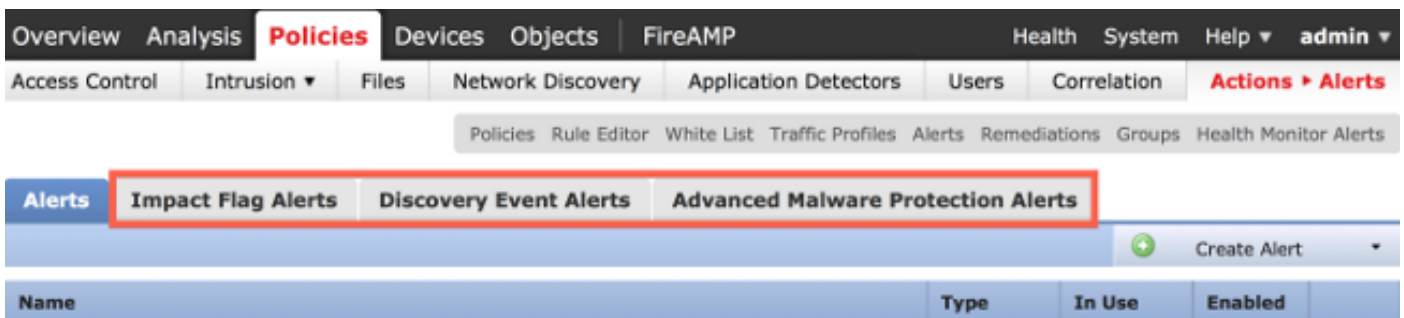 Overview Analysis Policies Devices Objects FireAMP Health System Help ▾ admin ▾
Access Control Intrusion ▾ Files Network Discovery Application Detectors Users Correlation Actions ▸ Alerts
Policies Rule Editor White List Traffic Profiles Alerts Remediations Groups Health Monitor Alerts
Alerts Impact Flag Alerts Discovery Event Alerts Advanced Malware Protection Alerts
Create Alert ▾
Name Type In Use Enabled